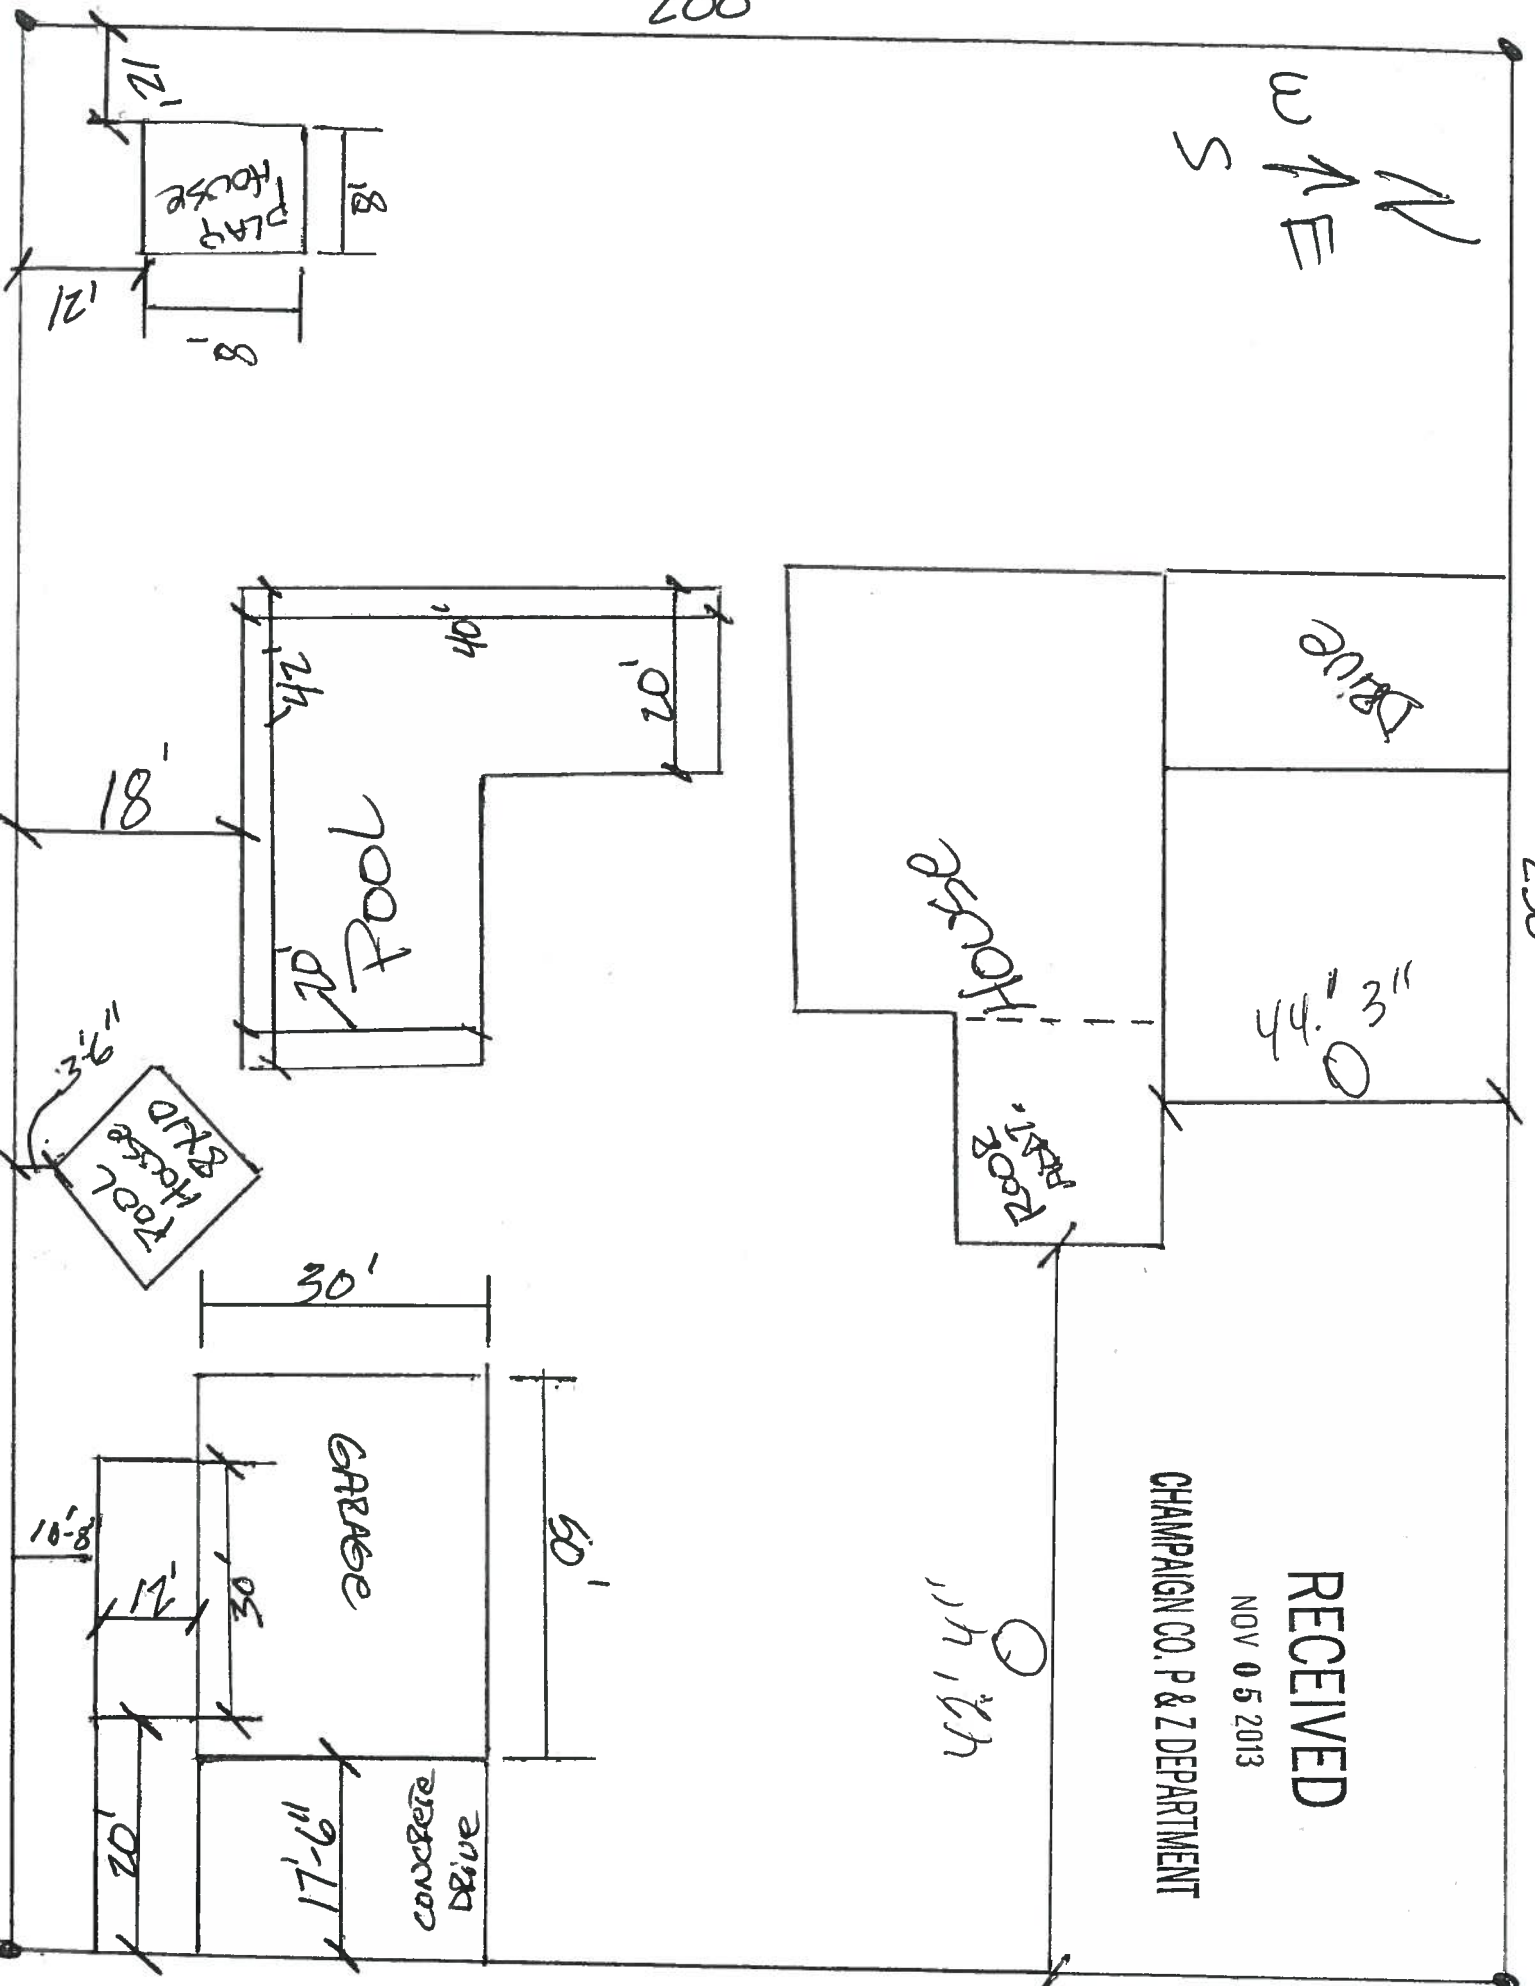 200
N
W
E
S
12'
PLAY
HOUSE
8'
12'
8'
40'
42'
20'
20'
POOL
18'
Drive
HOUSE
44.' 3"
3'-6"
POOL
HOUSE
8X10
30'
GARAGE
30'
12'
10'-8"
20'
17'-6"
CONCRETE
DRIVE
RECEIVED
NOV 05 2013
CHAMPAIGN CO. P & Z DEPARTMENT